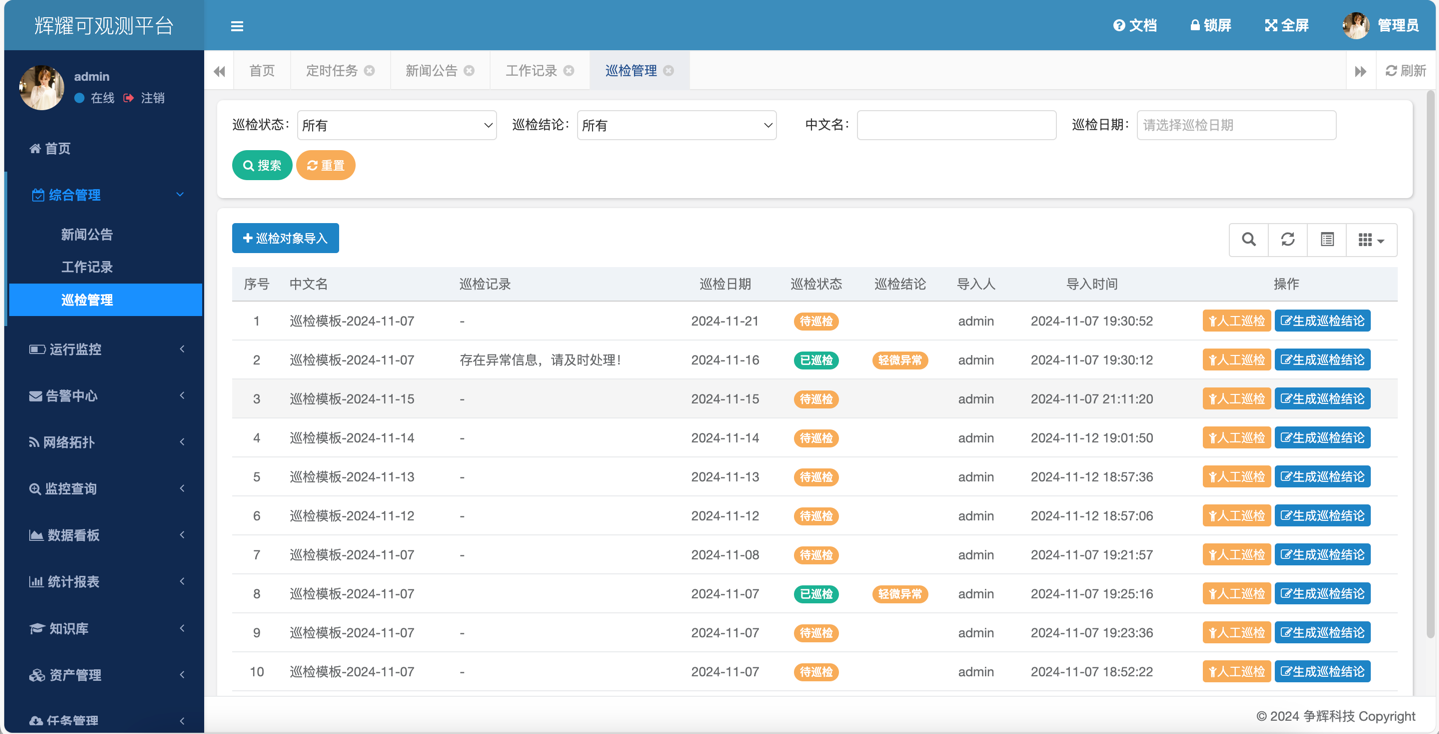 辉耀可观测平台
文档 锁屏 全屏 管理员
admin
在线 注销
首页 定时任务 新闻公告 工作记录 巡检管理 刷新
首页
综合管理
新闻公告
工作记录
巡检管理
运行监控
告警中心
网络拓扑
监控查询
数据看板
统计报表
知识库
资产管理
任务管理
巡检状态： 所有 巡检结论： 所有 中文名： 巡检日期： 请选择巡检日期
搜索 重置
巡检对象导入
序号 中文名 巡检记录 巡检日期 巡检状态 巡检结论 导入人 导入时间 操作
1 巡检模板-2024-11-07 - 2024-11-21 待巡检 admin 2024-11-07 19:30:52 人工巡检 生成巡检结论
2 巡检模板-2024-11-07 存在异常信息，请及时处理！ 2024-11-16 已巡检 轻微异常 admin 2024-11-07 19:30:12 人工巡检 生成巡检结论
3 巡检模板-2024-11-15 - 2024-11-15 待巡检 admin 2024-11-07 21:11:20 人工巡检 生成巡检结论
4 巡检模板-2024-11-14 - 2024-11-14 待巡检 admin 2024-11-12 19:01:50 人工巡检 生成巡检结论
5 巡检模板-2024-11-13 - 2024-11-13 待巡检 admin 2024-11-12 18:57:36 人工巡检 生成巡检结论
6 巡检模板-2024-11-12 - 2024-11-12 待巡检 admin 2024-11-12 18:57:06 人工巡检 生成巡检结论
7 巡检模板-2024-11-07 - 2024-11-08 待巡检 admin 2024-11-07 19:21:57 人工巡检 生成巡检结论
8 巡检模板-2024-11-07 2024-11-07 已巡检 轻微异常 admin 2024-11-07 19:25:16 人工巡检 生成巡检结论
9 巡检模板-2024-11-07 - 2024-11-07 待巡检 admin 2024-11-07 19:23:36 人工巡检 生成巡检结论
10 巡检模板-2024-11-07 - 2024-11-07 待巡检 admin 2024-11-07 18:52:22 人工巡检 生成巡检结论
© 2024 争辉科技 Copyright